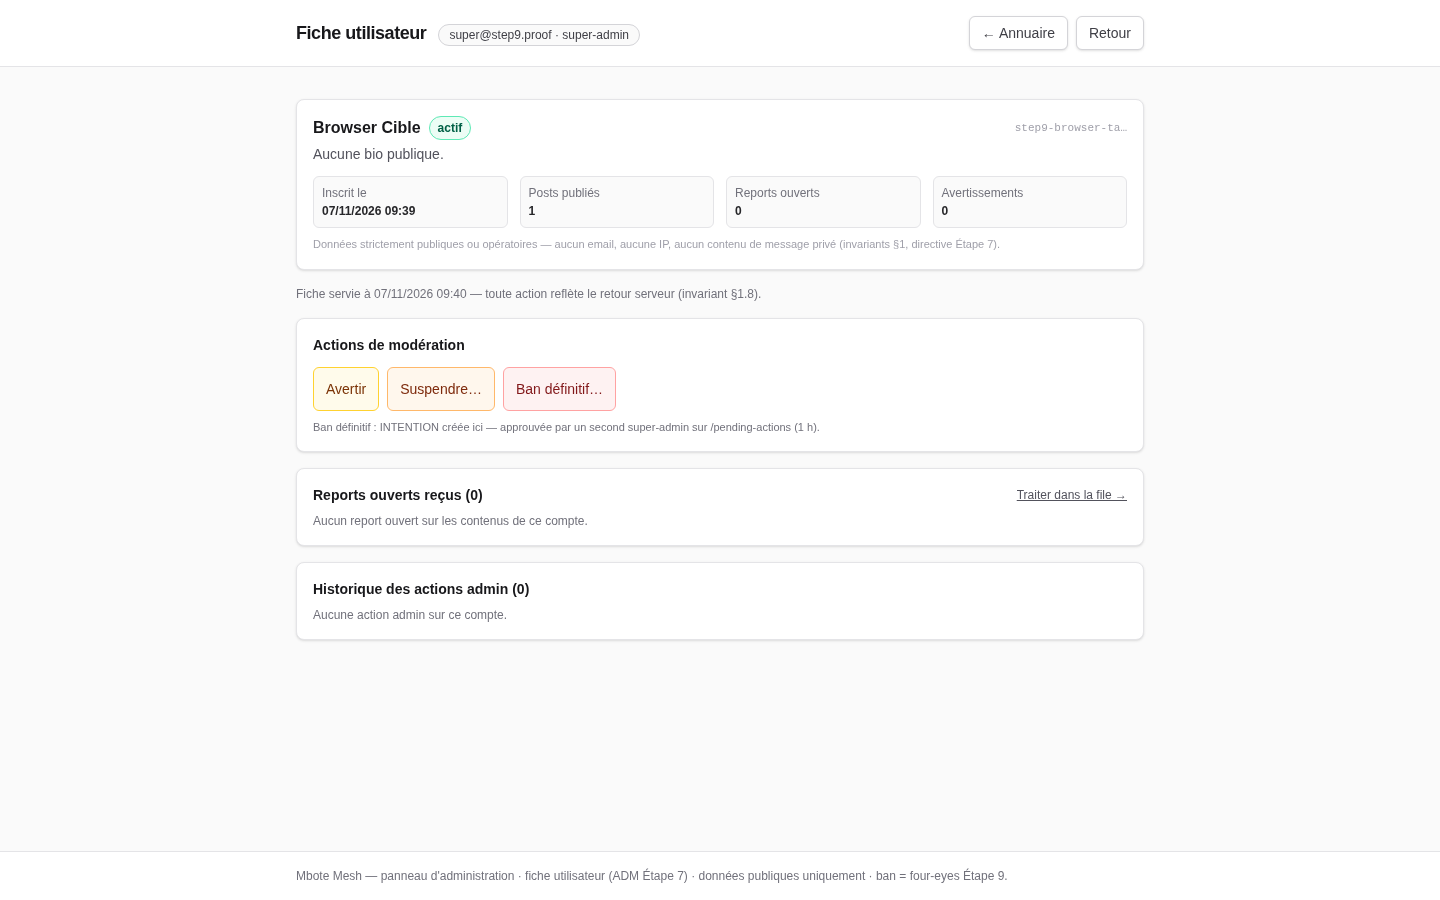 Fiche utilisateur
super@step9.proof · super-admin
← Annuaire
Retour
Browser Cible
actif
step9-browser-ta…
Aucune bio publique.
Inscrit le
07/11/2026 09:39
Posts publiés
1
Reports ouverts
0
Avertissements
0
Données strictement publiques ou opératoires — aucun email, aucune IP, aucun contenu de message privé (invariants §1, directive Étape 7).
Fiche servie à 07/11/2026 09:40 — toute action reflète le retour serveur (invariant §1.8).
Actions de modération
Avertir
Suspendre…
Ban définitif…
Ban définitif : INTENTION créée ici — approuvée par un second super-admin sur /pending-actions (1 h).
Reports ouverts reçus (0)
Traiter dans la file →
Aucun report ouvert sur les contenus de ce compte.
Historique des actions admin (0)
Aucune action admin sur ce compte.
Mbote Mesh — panneau d'administration · fiche utilisateur (ADM Étape 7) · données publiques uniquement · ban = four-eyes Étape 9.